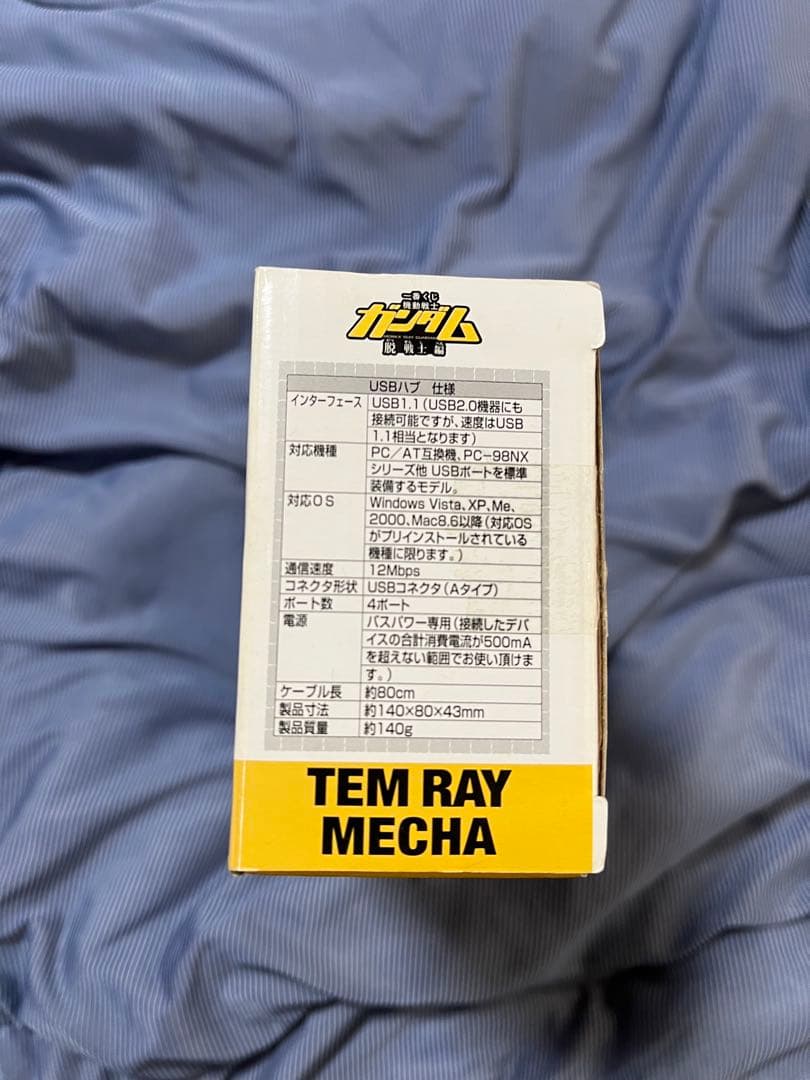 一番くじ
機動戦士
ガンダム
脱戦士編
USBハブ 仕様
インターフェース USB1.1(USB2.0機器にも
接続可能ですが、速度はUSB
1.1相当となります)
対応機種 PC/AT互換機、PC-98NX
シリーズ他 USBポートを標準
装備するモデル。
対応OS Windows Vista、XP、Me、
2000、Mac8.6以降(対応OS
がプリインストールされている
機種に限ります。)
通信速度 12Mbps
コネクタ形状 USBコネクタ(Aタイプ)
ポート数 4ポート
電源 バスパワー専用(接続したデバ
イスの合計消費電流が500mA
を超えない範囲でお使い頂けま
す。)
ケーブル長 約80cm
製品寸法 約140×80×43mm
製品質量 約140g
TEM RAY
MECHA